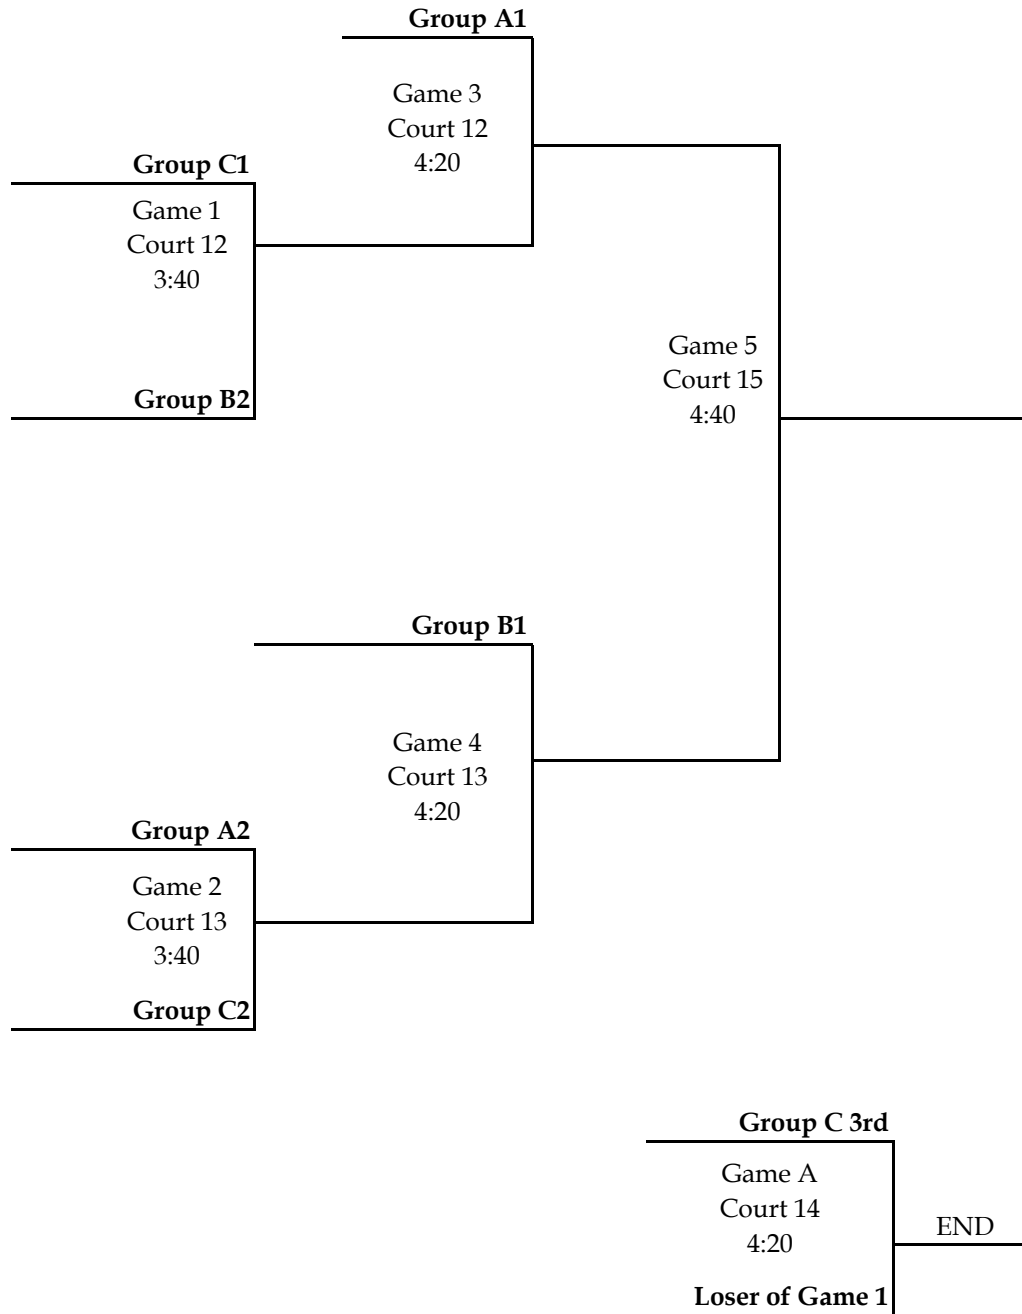 Group A1
Game 3
Court 12
4:20
Group C1
Game 1
Court 12
3:40
Group B2
Game 5
Court 15
4:40
Group B1
Game 4
Court 13
4:20
Group A2
Game 2
Court 13
3:40
Group C2
Group C 3rd
Game A
Court 14
4:20
END
Loser of Game 1